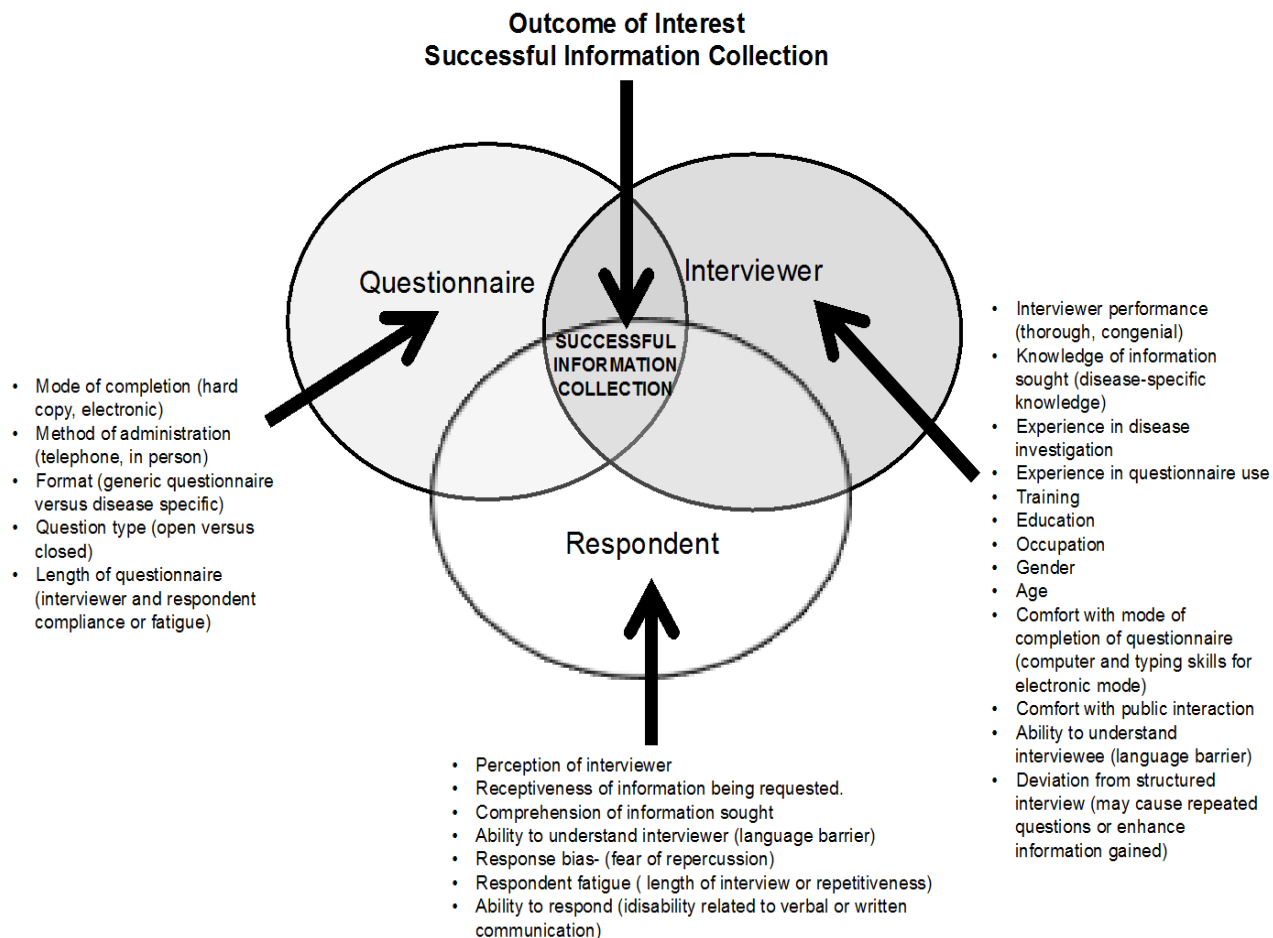 Outcome of Interest
Successful Information Collection
Questionnaire
Interviewer
SUCCESSFUL
INFORMATION
COLLECTION
Respondent
• Mode of completion (hard
copy, electronic)
• Method of administration
(telephone, in person)
• Format (generic questionnaire
versus disease specific)
• Question type (open versus
closed)
• Length of questionnaire
(interviewer and respondent
compliance or fatigue)
• Interviewer performance
(thorough, congenial)
• Knowledge of information
sought (disease-specific
knowledge)
• Experience in disease
investigation
• Experience in questionnaire use
• Training
• Education
• Occupation
• Gender
• Age
• Comfort with mode of
completion of questionnaire
(computer and typing skills for
electronic mode)
• Comfort with public interaction
• Ability to understand
interviewee (language barrier)
• Deviation from structured
interview (may cause repeated
questions or enhance
information gained)
• Perception of interviewer
• Receptiveness of information being requested.
• Comprehension of information sought
• Ability to understand interviewer (language barrier)
• Response bias- (fear of repercussion)
• Respondent fatigue ( length of interview or repetitiveness)
• Ability to respond (idisability related to verbal or written
communication)